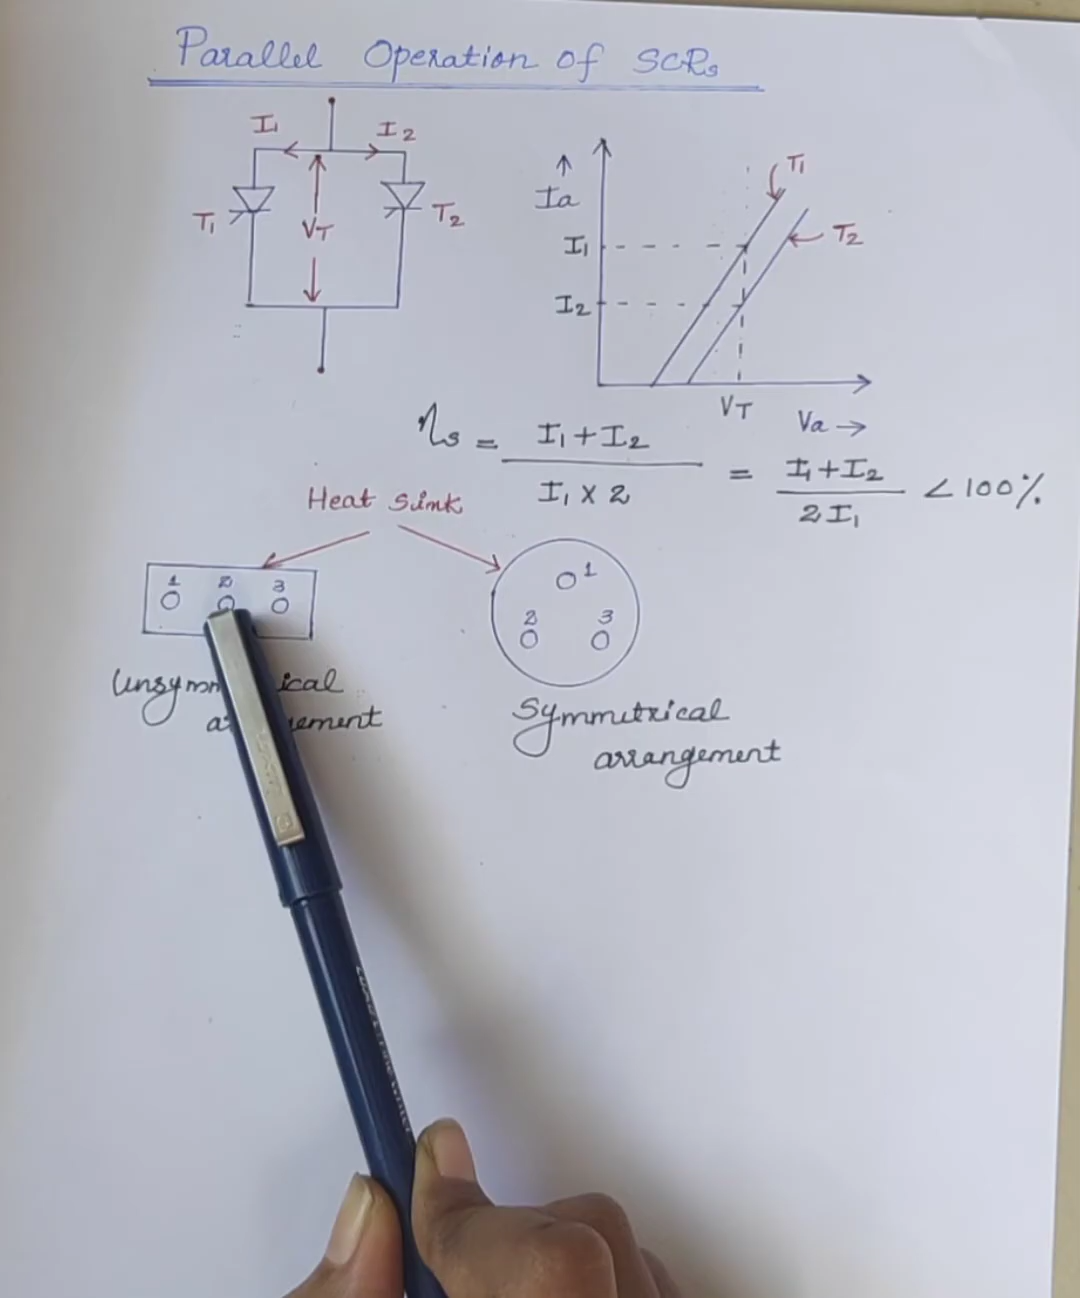 Parallel Operation of SCRs
I1 I2
T1 VT T2
Ia
I1
I2
T1
T2
VT Va →
ηs = I1 + I2 / I1 × 2 = I1 + I2 / 2I1 < 100%
Heat Sink
1 2 3
1
2 3
Symmetrical
arrangement